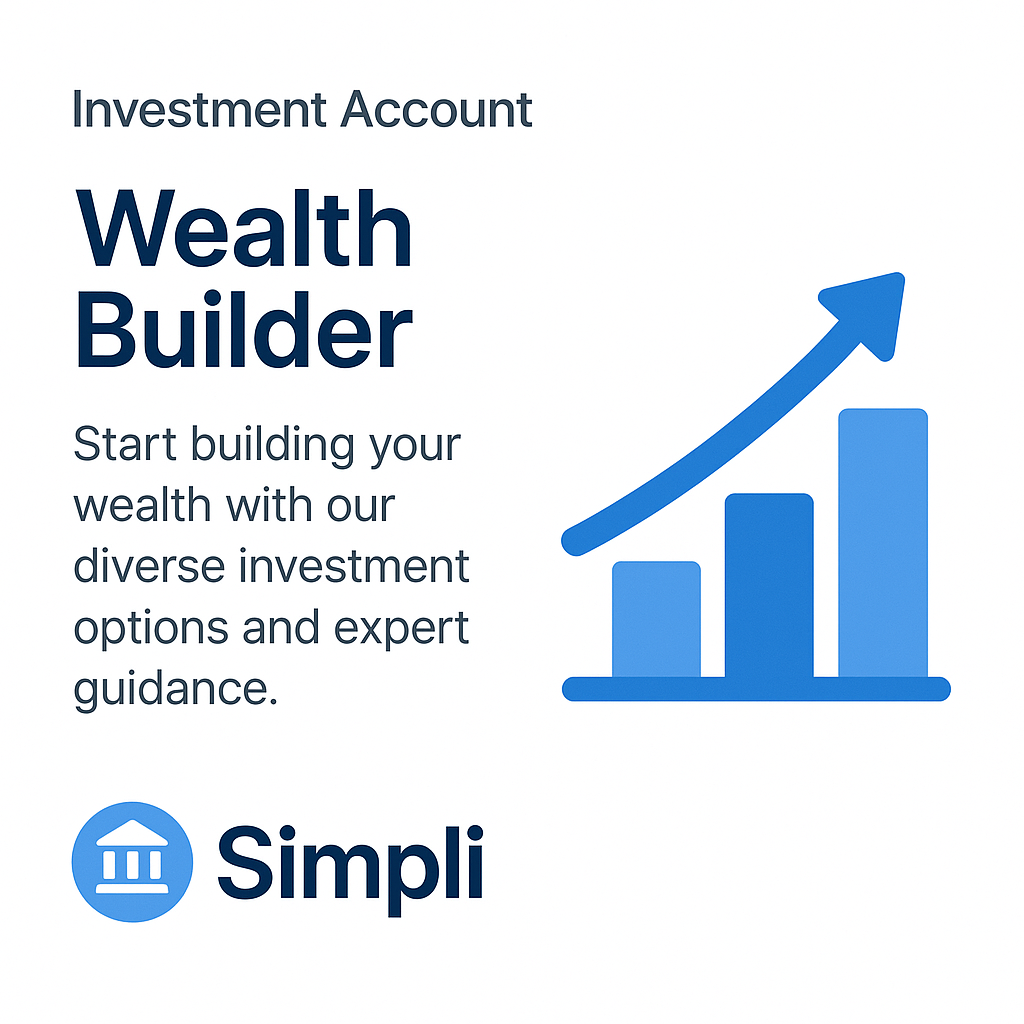 Investment Account
Wealth
Builder
Start building your
wealth with our
diverse investment
options and expert
guidance.
Simpli